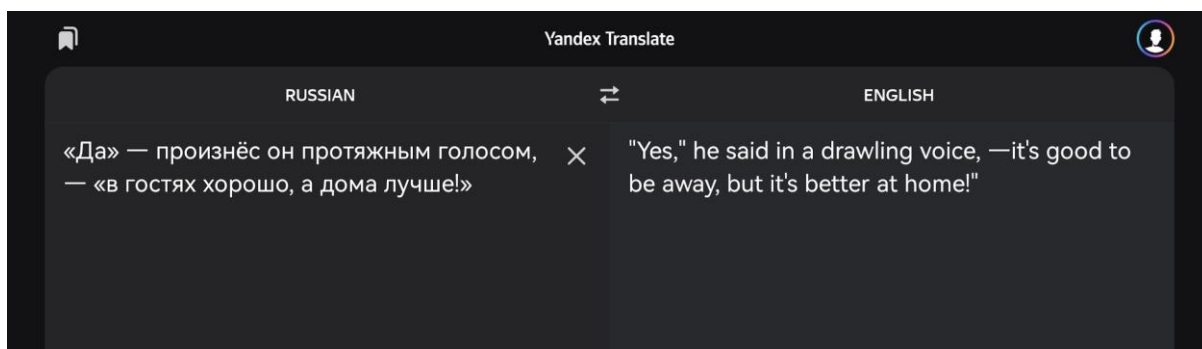 Yandex Translate
RUSSIAN
ENGLISH
«Да» — произнёс он протяжным голосом,
— «в гостях хорошо, а дома лучше!»
"Yes," he said in a drawling voice, —it's good to
be away, but it's better at home!"